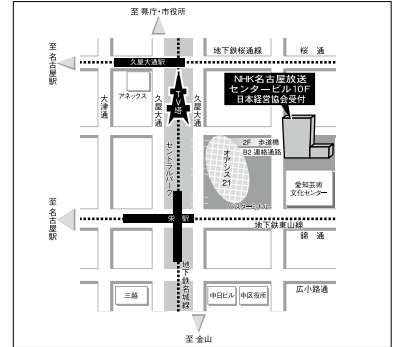 至 県庁・市役所
至 名古屋駅
地下鉄桜通線
桜　通
久屋大通駅
大津通
アネックス
久屋大通
TV塔
久屋大通
NHK名古屋放送
センタービル10F
日本経営協会受付
セントラルパーク
オアシス21
2F　歩道橋
B2 連絡通路
愛知芸術
文化センター
バスターミナル
至 名古屋駅
栄　駅
地下鉄東山線
錦　通
地下鉄名城線
三越
中日ビル
中区役所
広小路通
至 金山